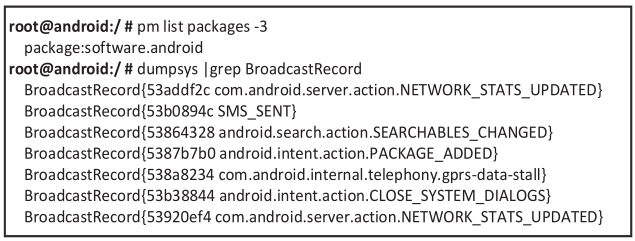 root@android:/ # pm list packages -3
package:software.android
root@android:/ # dumpsys |grep BroadcastRecord
BroadcastRecord{53addf2c com.android.server.action.NETWORK_STATS_UPDATED}
BroadcastRecord{53b0894c SMS_SENT}
BroadcastRecord{53864328 android.search.action.SEARCHABLES_CHANGED}
BroadcastRecord{5387b7b0 android.intent.action.PACKAGE_ADDED}
BroadcastRecord{538a8234 com.android.internal.telephony.gprs-data-stall}
BroadcastRecord{53b38844 android.intent.action.CLOSE_SYSTEM_DIALOGS}
BroadcastRecord{53920ef4 com.android.server.action.NETWORK_STATS_UPDATED}